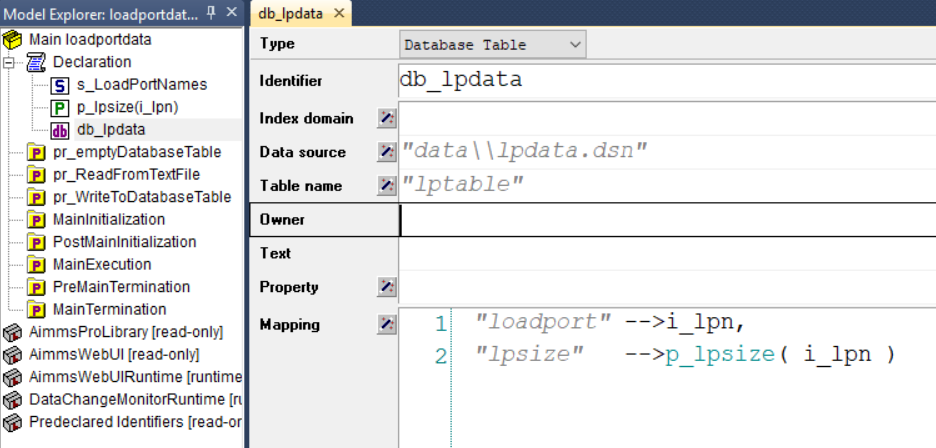 Model Explorer: loadportdat...
Main loadportdata
Declaration
S s_LoadPortNames
P p_lpsize(i_lpn)
db db_lpdata
P pr_emptyDatabaseTable
P pr_ReadFromTextFile
P pr_WriteToDatabaseTable
P MainInitialization
P PostMainInitialization
P MainExecution
P PreMainTermination
P MainTermination
AimmsProLibrary [read-only]
AimmsWebUI [read-only]
AimmsWebUIRuntime [runtime
DataChangeMonitorRuntime [ru
Predeclared Identifiers [read-or
db_lpdata
Type Database Table
Identifier db_lpdata
Index domain
Data source "data\\lpdata.dsn"
Table name "lptable"
Owner
Text
Property
Mapping 1 "loadport" -->i_lpn,
2 "lpsize" -->p_lpsize( i_lpn )